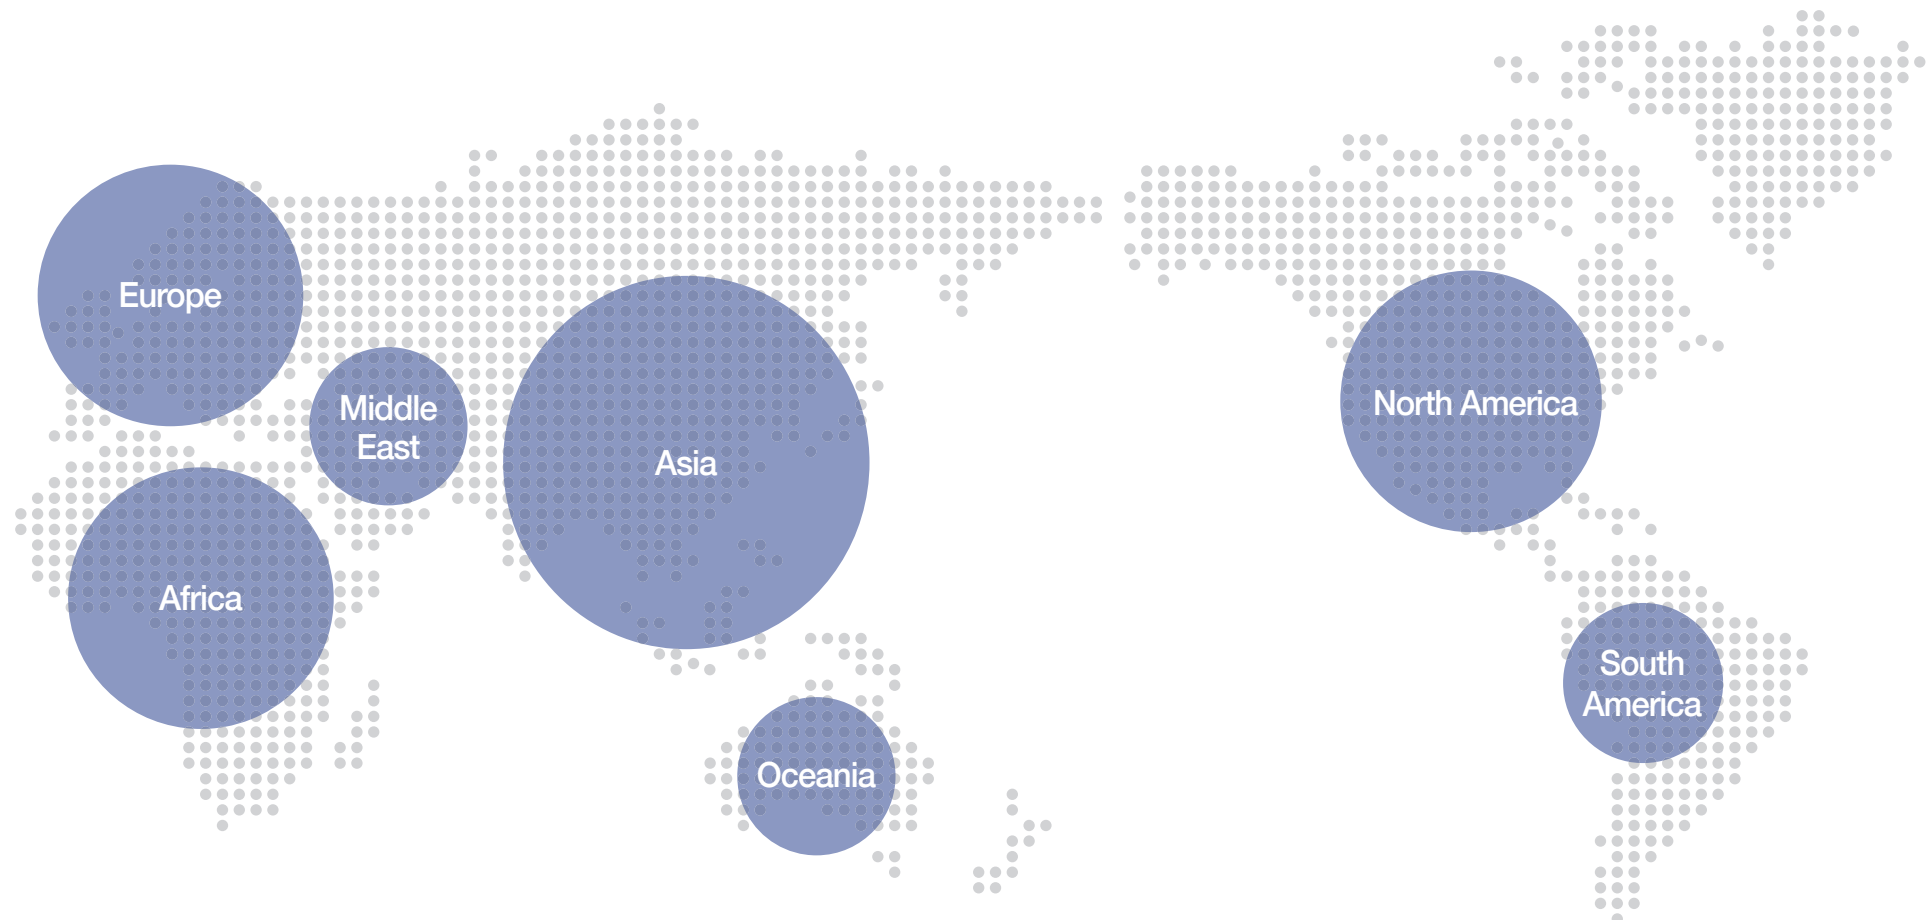 Europe
Middle
East
Asia
North America
Africa
South
America
Oceania